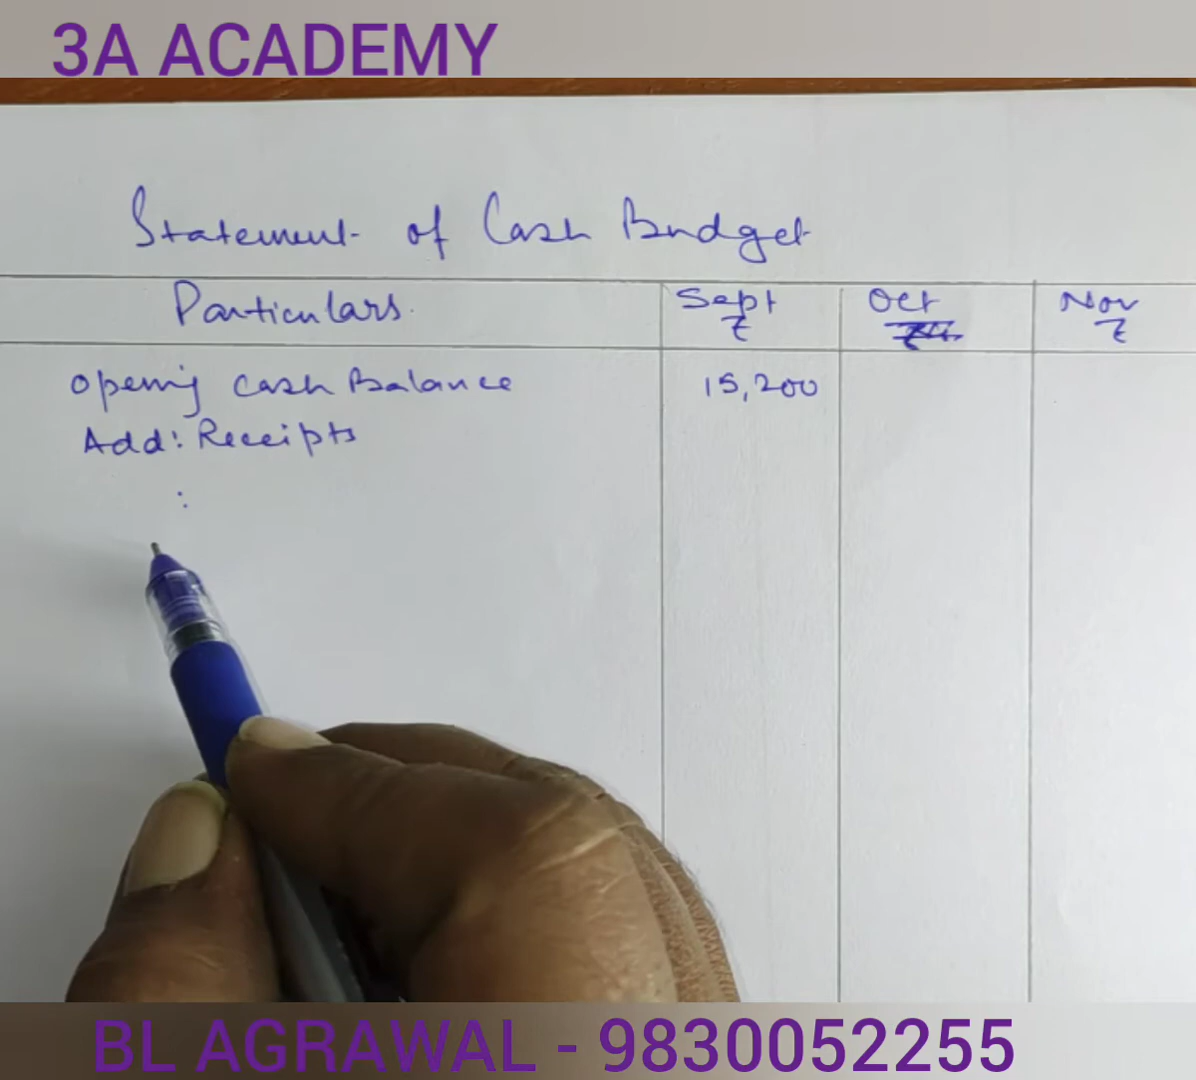 3A ACADEMY
Statement of Cash Budget
Particulars. Sept Oct Nov
₹ ₹
Opening Cash Balance 15,200
Add: Receipts
:
BL AGRAWAL - 9830052255